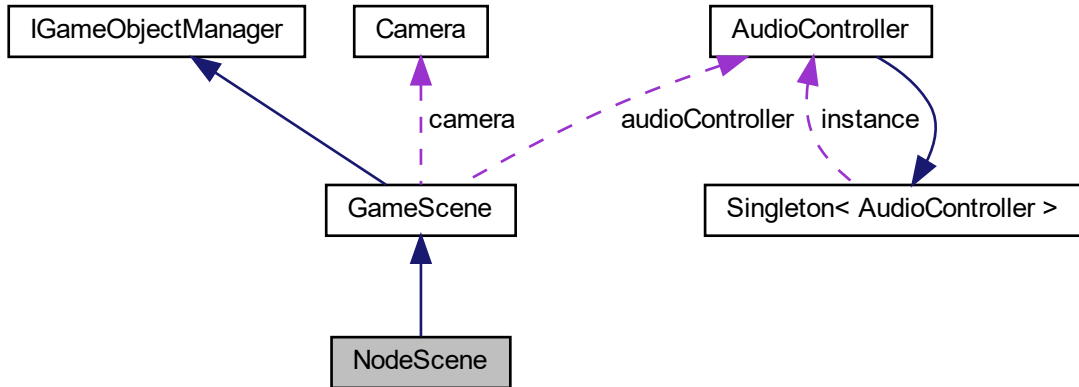 IGameObjectManager
Camera
AudioController
camera
audioController
instance
GameScene
Singleton< AudioController >
NodeScene